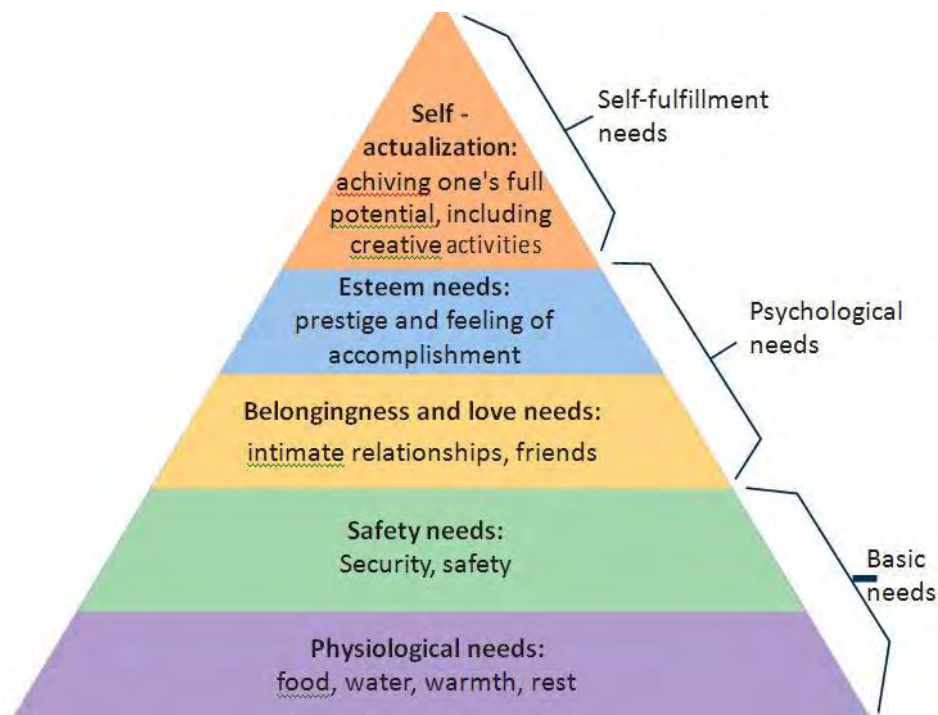 Self -
actualization:
achiving one's full
potential, including
creative activities
Self-fulfillment
needs
Esteem needs:
prestige and feeling of
accomplishment
Psychological
needs
Belongingness and love needs:
intimate relationships, friends
Safety needs:
Security, safety
Basic
needs
Physiological needs:
food, water, warmth, rest